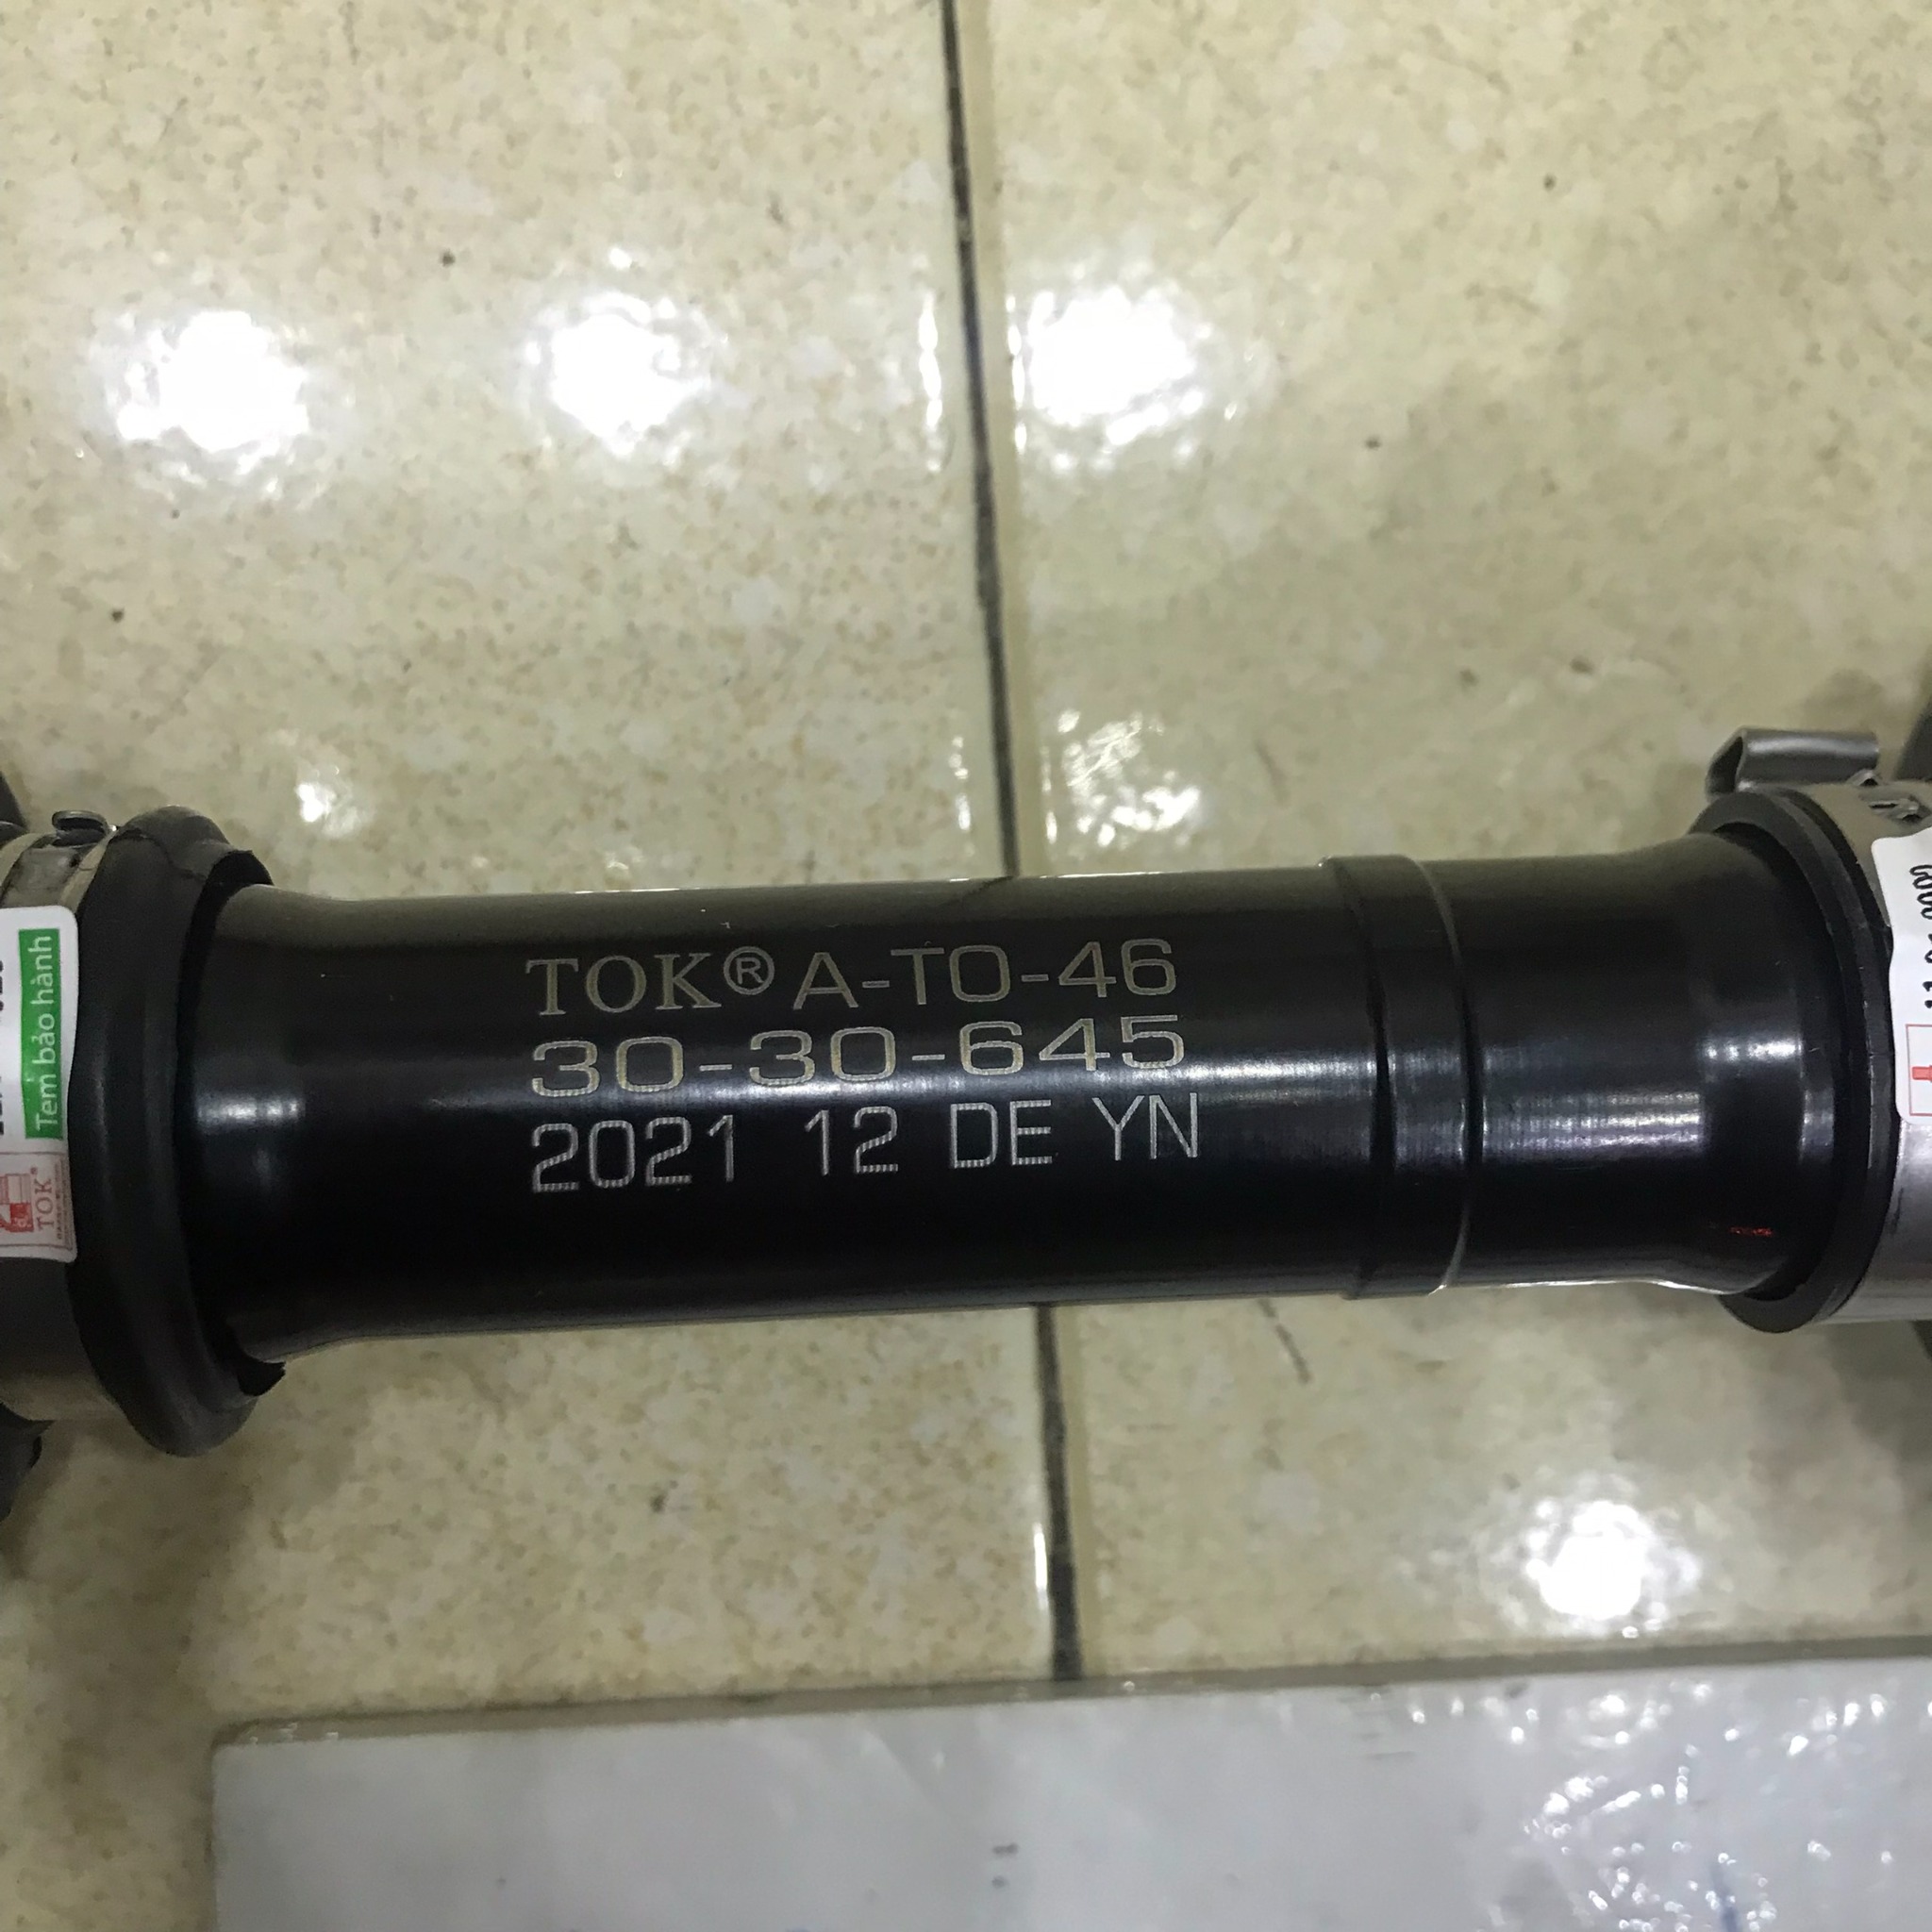 TOK® A-TO-46
30-30-645
2021 12 DE YN
Tem bảo hành
TOK®